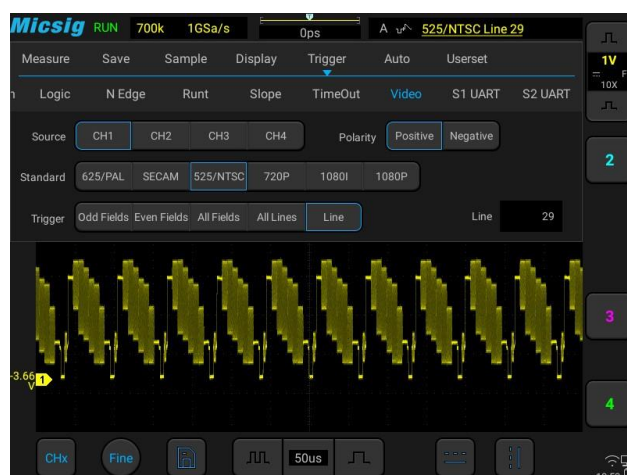 Micsig RUN 700k 1GSa/s 0ps A 525/NTSC Line 29
Measure Save Sample Display Trigger Auto Userset
Logic N Edge Runt Slope TimeOut Video S1 UART S2 UART
Source CH1 CH2 CH3 CH4 Polarity Positive Negative
Standard 625/PAL SECAM 525/NTSC 720P 1080I 1080P
Trigger Odd Fields Even Fields All Fields All Lines Line Line 29
1V
F
10X
2
3
4
-3.66
V
1
CHx Fine 50us